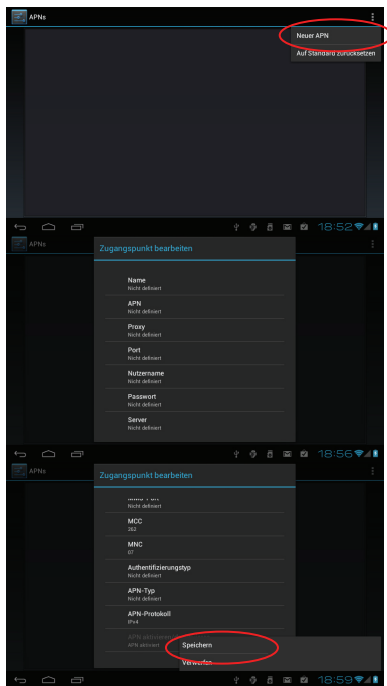 APNs
Neuer APN
Auf Standard zurücksetzen
18:52
APNs
Zugangspunkt bearbeiten
Name
Nicht definiert
APN
Nicht definiert
Proxy
Nicht definiert
Port
Nicht definiert
Nutzername
Nicht definiert
Passwort
Nicht definiert
Server
Nicht definiert
18:56
APNs
Zugangspunkt bearbeiten
Nicht definiert
MCC
262
MNC
07
Authentifizierungstyp
Nicht definiert
APN-Typ
Nicht definiert
APN-Protokoll
IPv4
APN aktivieren
APN aktiviert
Speichern
Verwerfen
18:59